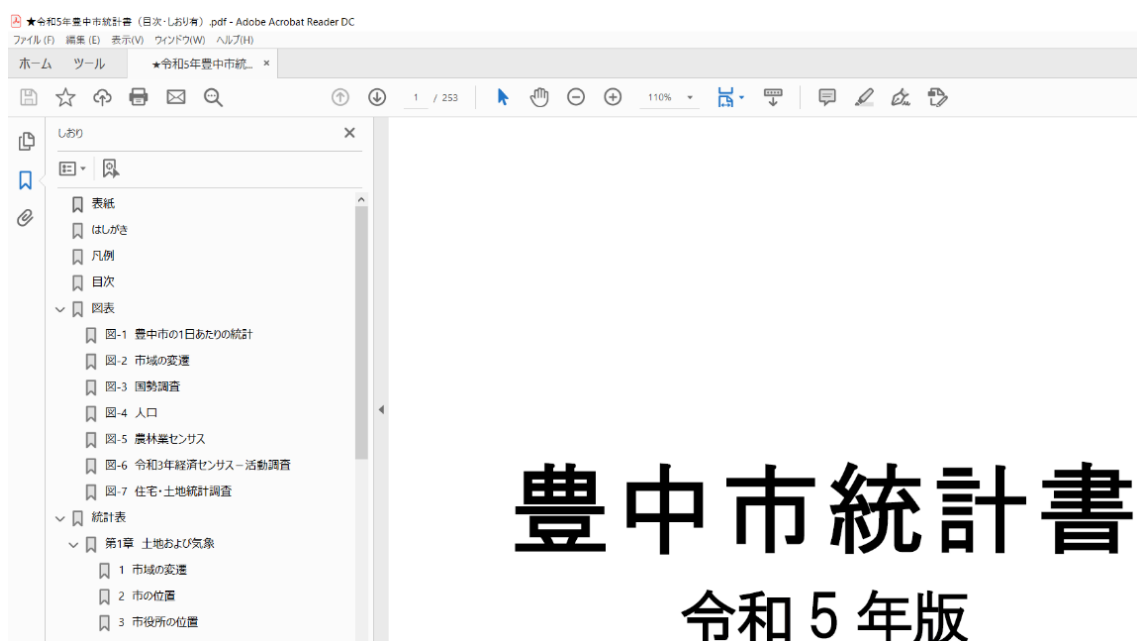 ★令和5年豊中市統計書（目次・しおり有）.pdf - Adobe Acrobat Reader DC
ファイル(F) 編集(E) 表示(V) ウィンドウ(W) ヘルプ(H)
ホーム ツール ★令和5年豊中市統... ×
1 / 253 110%
しおり
表紙
はしがき
凡例
目次
図表
図-1 豊中市の1日あたりの統計
図-2 市域の変遷
図-3 国勢調査
図-4 人口
図-5 農林業センサス
図-6 令和3年経済センサス－活動調査
図-7 住宅・土地統計調査
統計表
第1章 土地および気象
1 市域の変遷
2 市の位置
3 市役所の位置
豊中市統計書
令和5年版